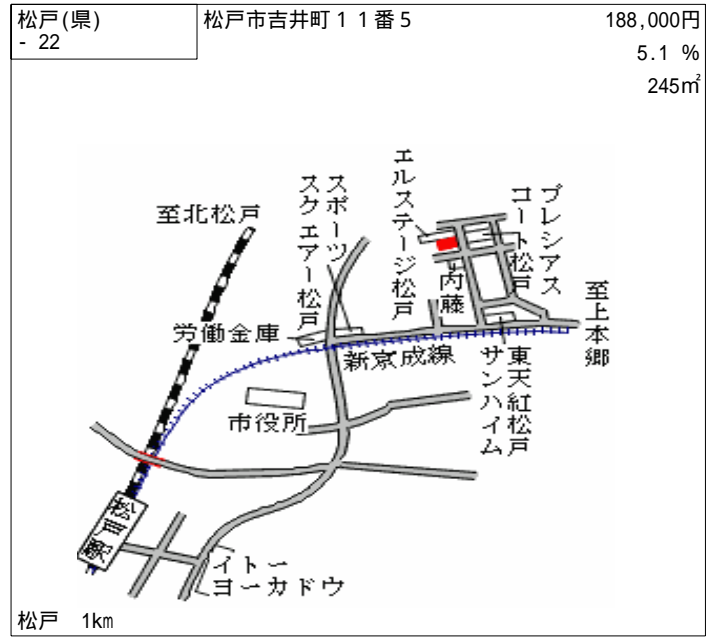 松戸(県)
- 22
松戸市吉井町１１番５
188,000円
5.1 %
245㎡
至北松戸
スポーツ
スクエアー松戸
エルステージ松戸
内藤
プレシアス
コート松戸
至上本郷
労働金庫
新京成線
東天紅松戸
サンハイム
市役所
松戸駅
イトー
ヨーカドウ
松戸　1km